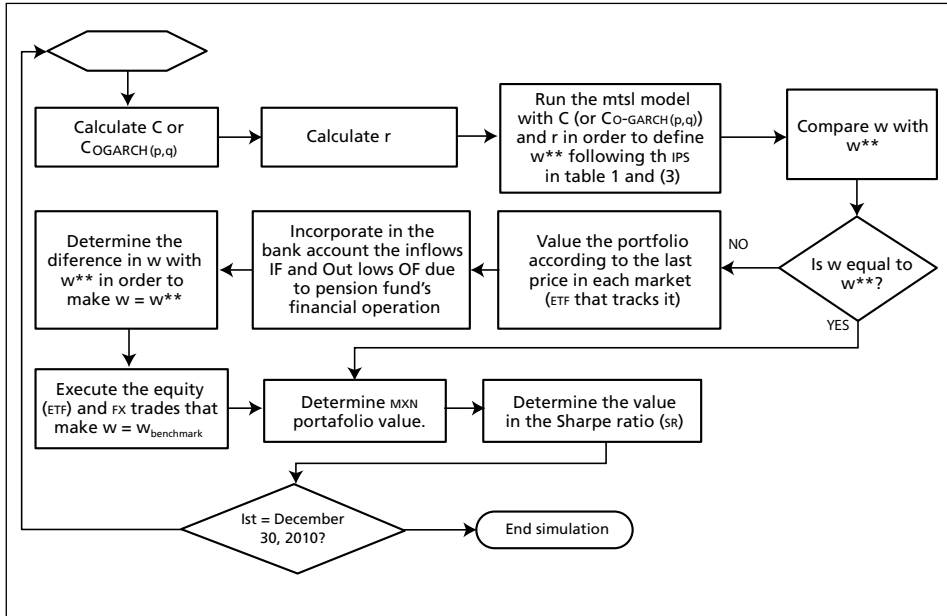 Calculate C or
COGARCH (p,q)
Calculate r
Run the mtsl model
with C (or CO-GARCH (p,q))
and r in order to define
w** following th IPS
in table 1 and (3)
Compare w with
w**
Is w equal to
w**?
NO
YES
Value the portfolio
according to the last
price in each market
(ETF that tracks it)
Incorporate in the
bank account the inflows
IF and Out lows OF due
to pension fund's
financial operation
Determine the
diference in w with
w** in order to
make w = w**
Execute the equity
(ETF) and FX trades that
make w = wbenchmark
Determine MXN
portafolio value.
Determine the value
in the Sharpe ratio (SR)
Ist = December
30, 2010?
End simulation